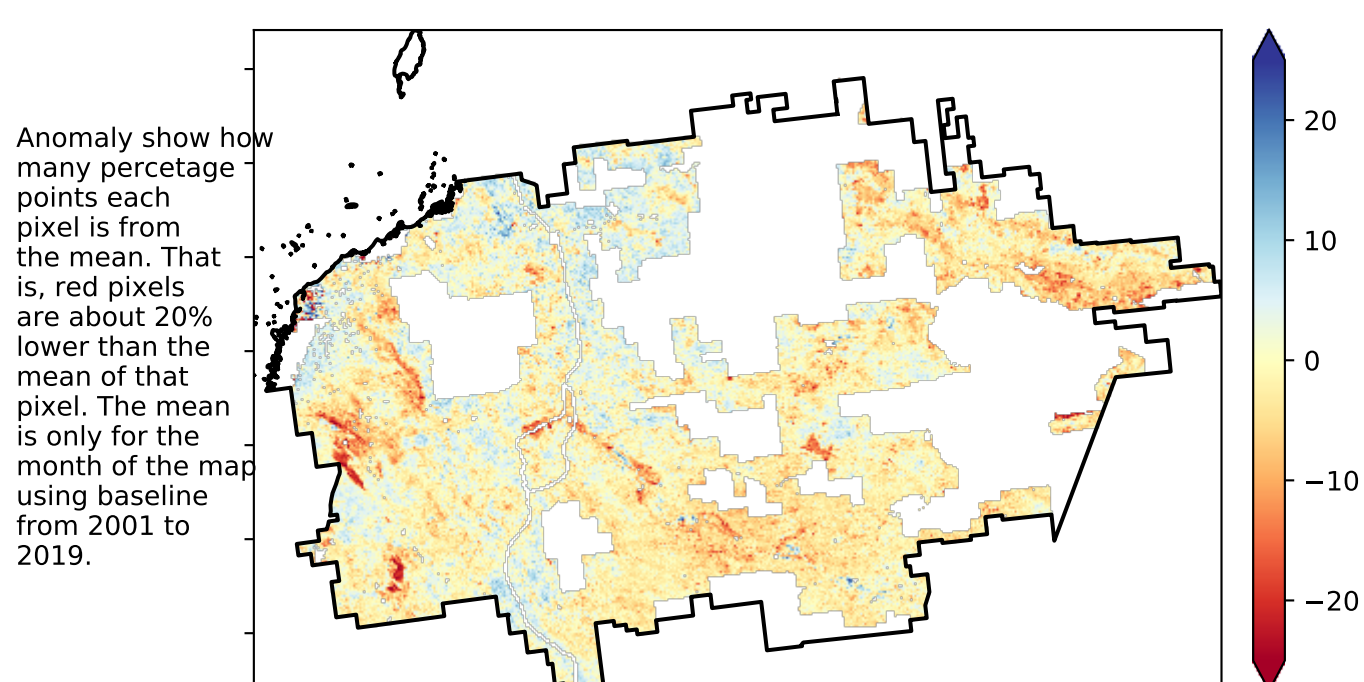 Anomaly show how
many percetage
points each
pixel is from
the mean. That
is, red pixels
are about 20%
lower than the
mean of that
pixel. The mean
is only for the
month of the map
using baseline
from 2001 to
2019.
20
10
0
−10
−20